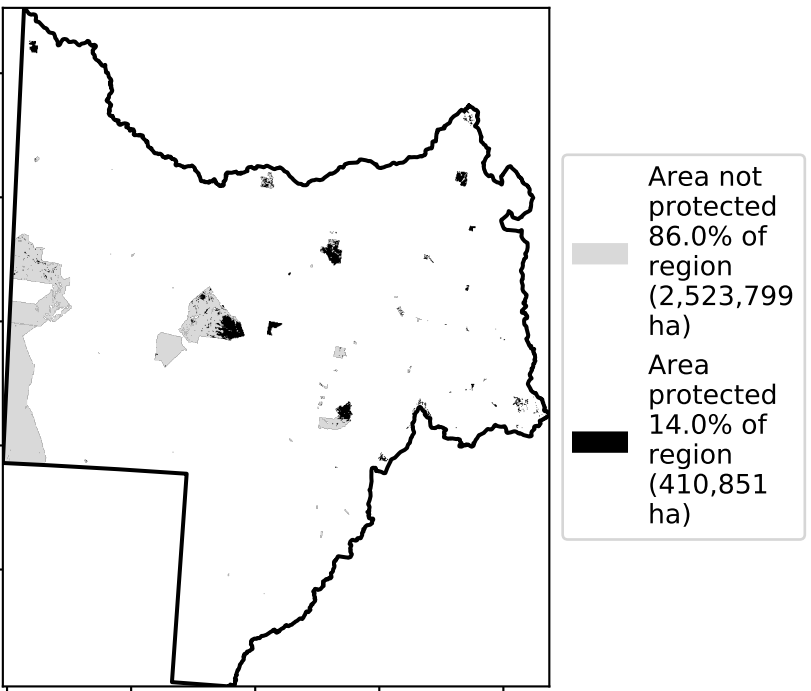 Area not
protected
86.0% of
region
(2,523,799
ha)
Area
protected
14.0% of
region
(410,851
ha)